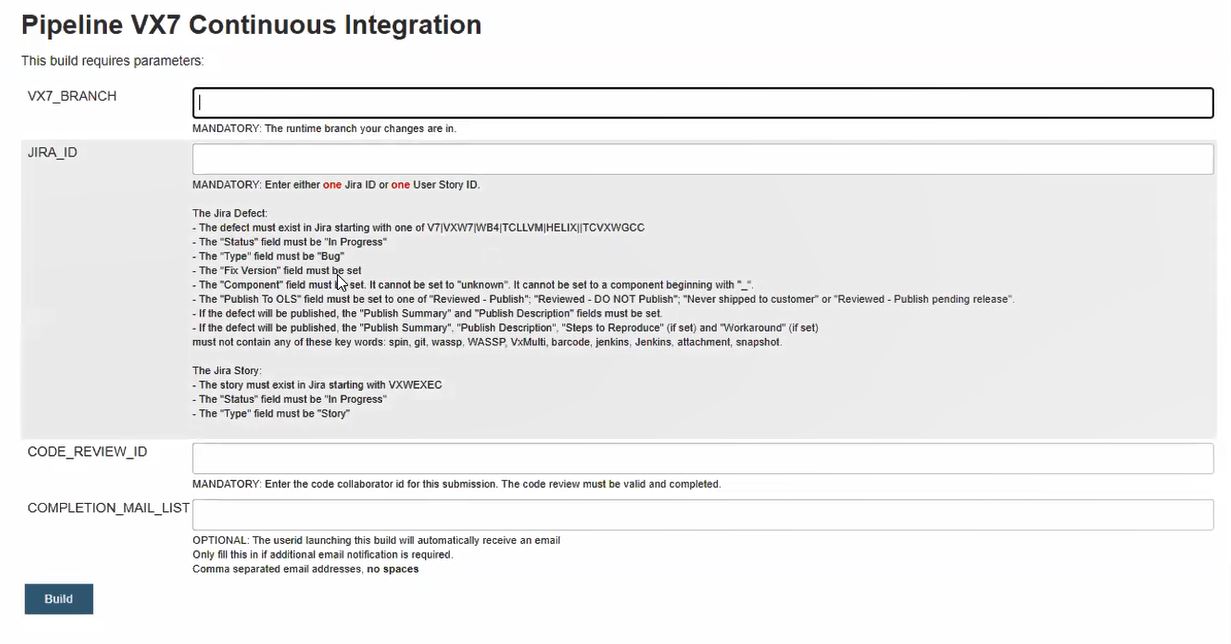 Pipeline VX7 Continuous Integration
This build requires parameters:
VX7_BRANCH
MANDATORY: The runtime branch your changes are in.
JIRA_ID
MANDATORY: Enter either one Jira ID or one User Story ID.
The Jira Defect:
- The defect must exist in Jira starting with one of V7|VXW7|WB4|TCLLVM|HELIX||TCVXWGCC
- The "Status" field must be "In Progress"
- The "Type" field must be "Bug"
- The "Fix Version" field must be set
- The "Component" field must be set. It cannot be set to "unknown". It cannot be set to a component beginning with "_".
- The "Publish To OLS" field must be set to one of "Reviewed - Publish"; "Reviewed - DO NOT Publish"; "Never shipped to customer" or "Reviewed - Publish pending release".
- If the defect will be published, the "Publish Summary" and "Publish Description" fields must be set.
- If the defect will be published, the "Publish Summary", "Publish Description", "Steps to Reproduce" (if set) and "Workaround" (if set)
must not contain any of these key words: spin, git, wassp, WASSP, VxMulti, barcode, jenkins, Jenkins, attachment, snapshot.
The Jira Story:
- The story must exist in Jira starting with VXWEXEC
- The "Status" field must be "In Progress"
- The "Type" field must be "Story"
CODE_REVIEW_ID
MANDATORY: Enter the code collaborator id for this submission. The code review must be valid and completed.
COMPLETION_MAIL_LIST
OPTIONAL: The userid launching this build will automatically receive an email
Only fill this in if additional email notification is required.
Comma separated email addresses, no spaces
Build